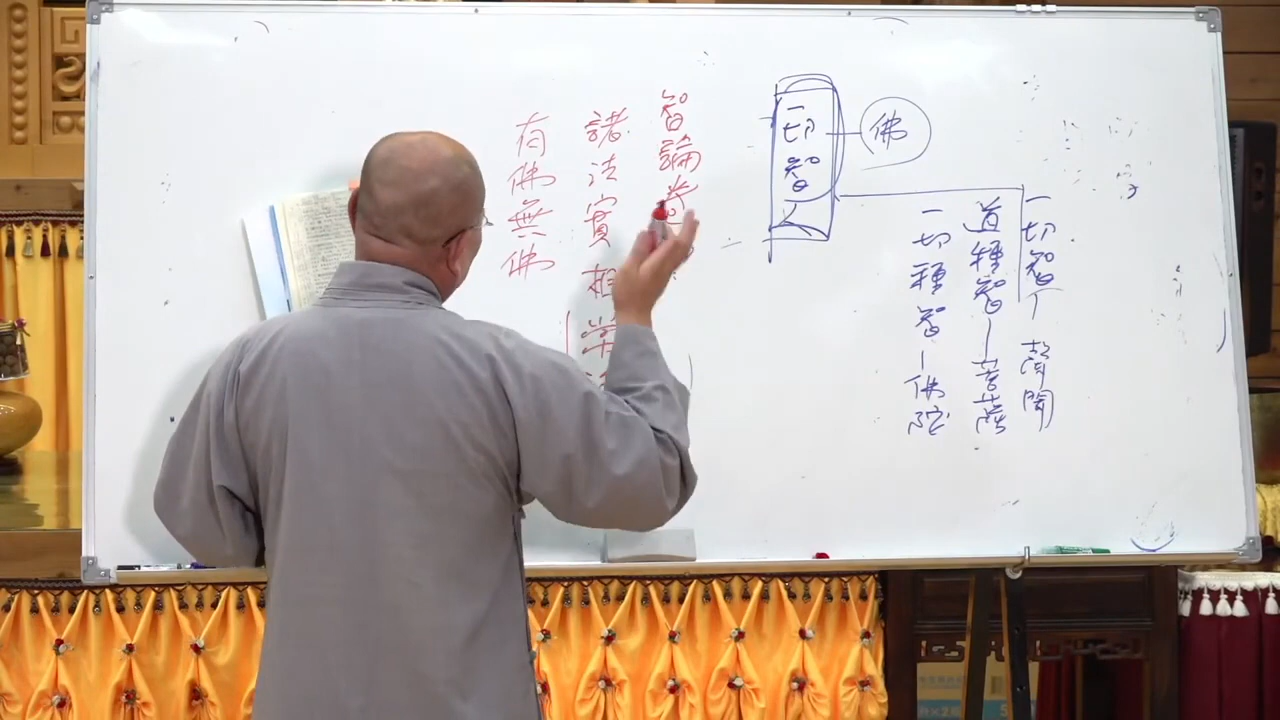 一切智— 聲聞
道種智—菩薩
一切種智—佛陀
佛
一切智
智論卷
諸法實相常
有佛無佛